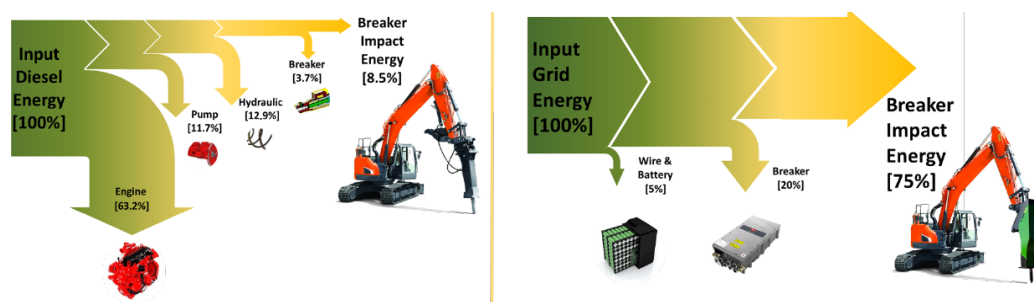 Input
Diesel
Energy
[100%]
Engine
[63.2%]
Pump
[11.7%]
Hydraulic
[12.9%]
Breaker
[3.7%]
Breaker
Impact
Energy
[8.5%]
Input
Grid
Energy
[100%]
Wire &
Battery
[5%]
Breaker
[20%]
Breaker
Impact
Energy
[75%]